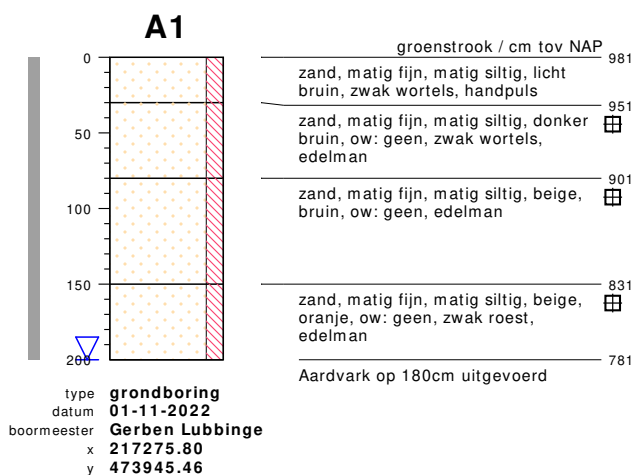 A1
groenstrook / cm tov NAP
0
981
zand, matig fijn, matig siltig, licht
bruin, zwak wortels, handpuls
951
zand, matig fijn, matig siltig, donker
bruin, ow: geen, zwak wortels,
edelman
50
901
zand, matig fijn, matig siltig, beige,
bruin, ow: geen, edelman
100
150
831
zand, matig fijn, matig siltig, beige,
oranje, ow: geen, zwak roest,
edelman
200
781
Aardvark op 180cm uitgevoerd
type grondboring
datum 01-11-2022
boormeester Gerben Lubbinge
x 217275.80
y 473945.46